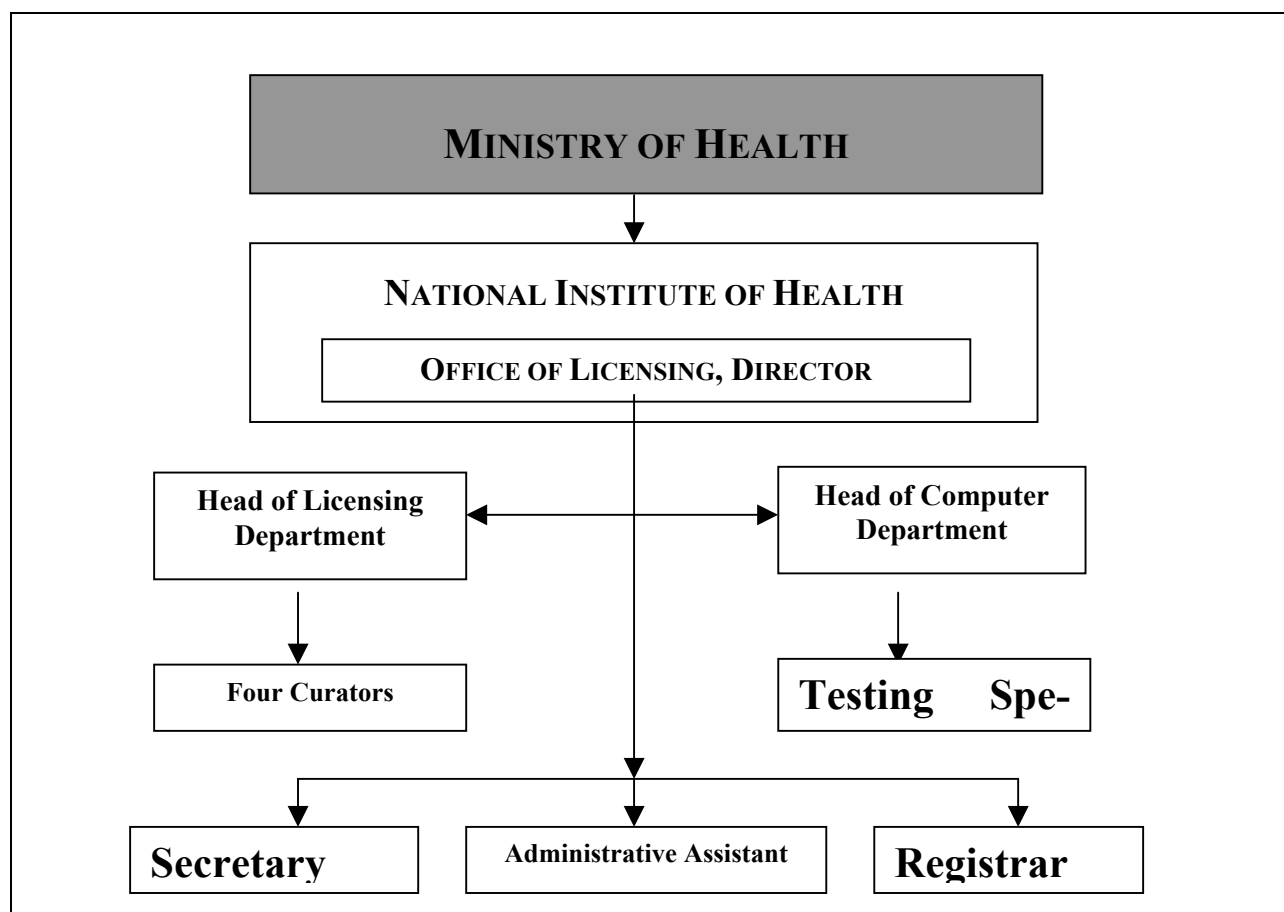 MINISTRY OF HEALTH
NATIONAL INSTITUTE OF HEALTH
OFFICE OF LICENSING, DIRECTOR
Head of Licensing
Department
Head of Computer
Department
Four Curators
Testing Spe-
Secretary
Administrative Assistant
Registrar